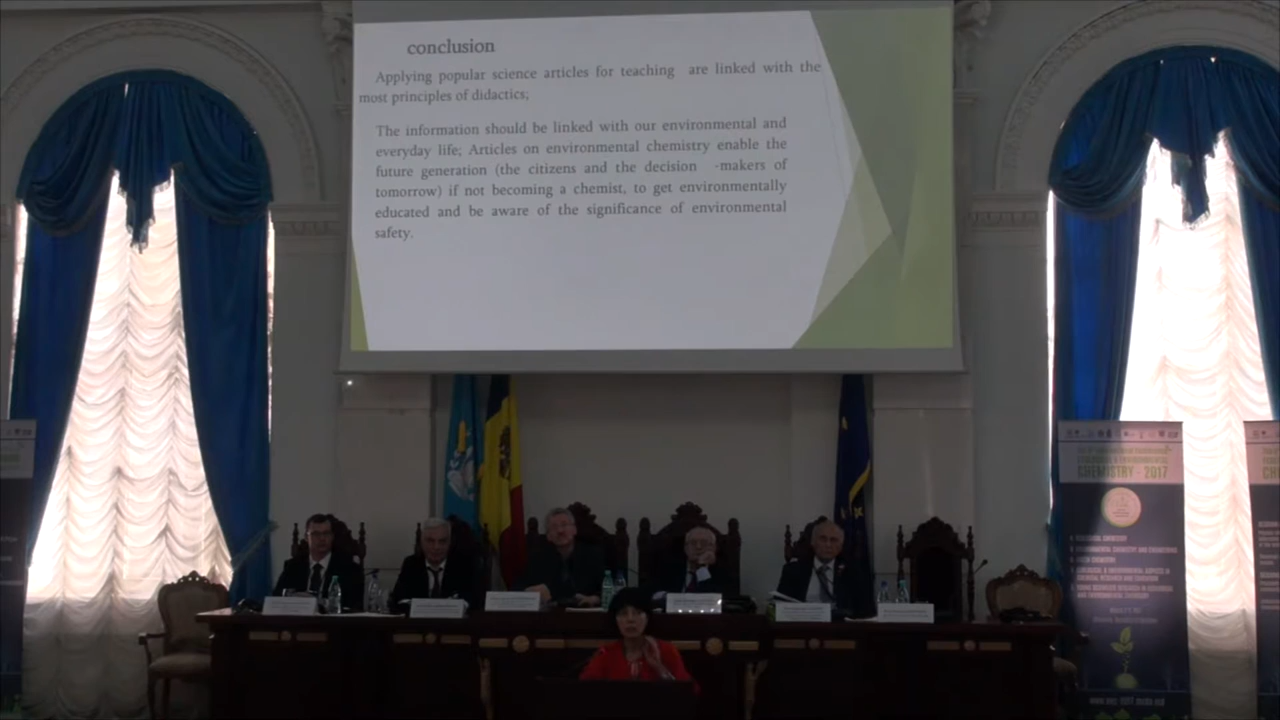 conclusion
Applying popular science articles for teaching are linked with the
most principles of didactics;
The information should be linked with our environmental and
everyday life; Articles on environmental chemistry enable the
future generation (the citizens and the decision -makers of
tomorrow) if not becoming a chemist, to get environmentally
educated and be aware of the significance of environmental
safety.
CHEMISTRY - 2017